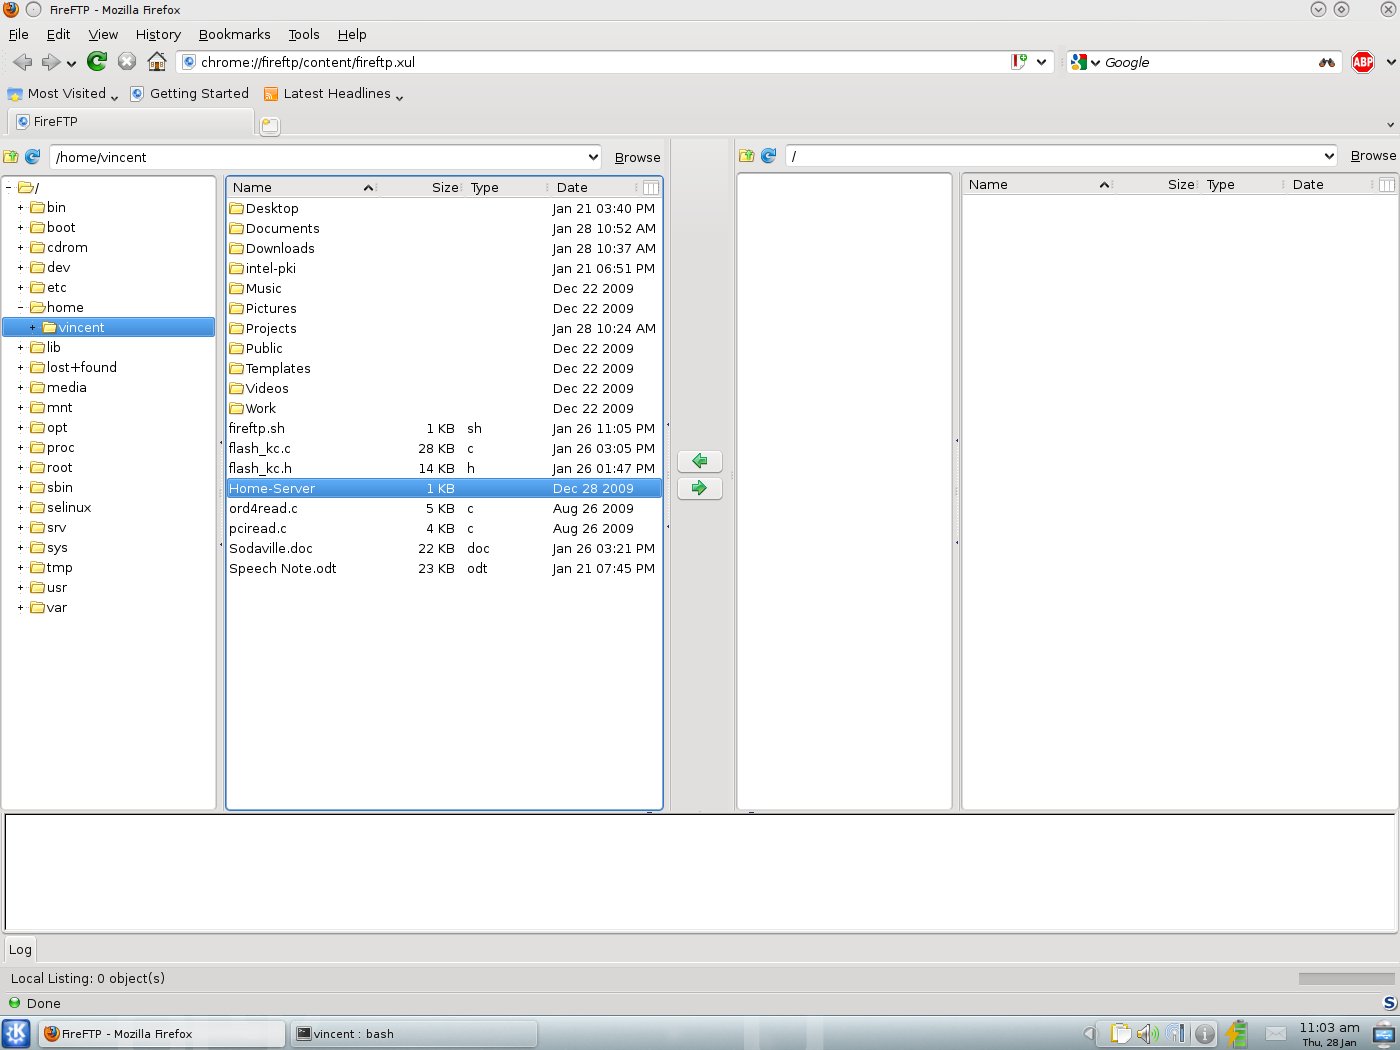 FireFTP - Mozilla Firefox
File Edit View History Bookmarks Tools Help
chrome://fireftp/content/fireftp.xul Google ABP
Most Visited Getting Started Latest Headlines
FireFTP
/home/vincent Browse / Browse
/
bin
boot
cdrom
dev
etc
home
vincent
lib
lost+found
media
mnt
opt
proc
root
sbin
selinux
srv
sys
tmp
usr
var
Name Size Type Date
Desktop Jan 21 03:40 PM
Documents Jan 28 10:52 AM
Downloads Jan 28 10:37 AM
intel-pki Jan 21 06:51 PM
Music Dec 22 2009
Pictures Dec 22 2009
Projects Jan 28 10:24 AM
Public Dec 22 2009
Templates Dec 22 2009
Videos Dec 22 2009
Work Dec 22 2009
fireftp.sh 1 KB sh Jan 26 11:05 PM
flash_kc.c 28 KB c Jan 26 03:05 PM
flash_kc.h 14 KB h Jan 26 01:47 PM
Home-Server 1 KB Dec 28 2009
ord4read.c 5 KB c Aug 26 2009
pciread.c 4 KB c Aug 26 2009
Sodaville.doc 22 KB doc Jan 26 03:21 PM
Speech Note.odt 23 KB odt Jan 21 07:45 PM
Name Size Type Date
Log
Local Listing: 0 object(s)
Done S
K FireFTP - Mozilla Firefox vincent : bash 11:03 am
Thu, 28 Jan